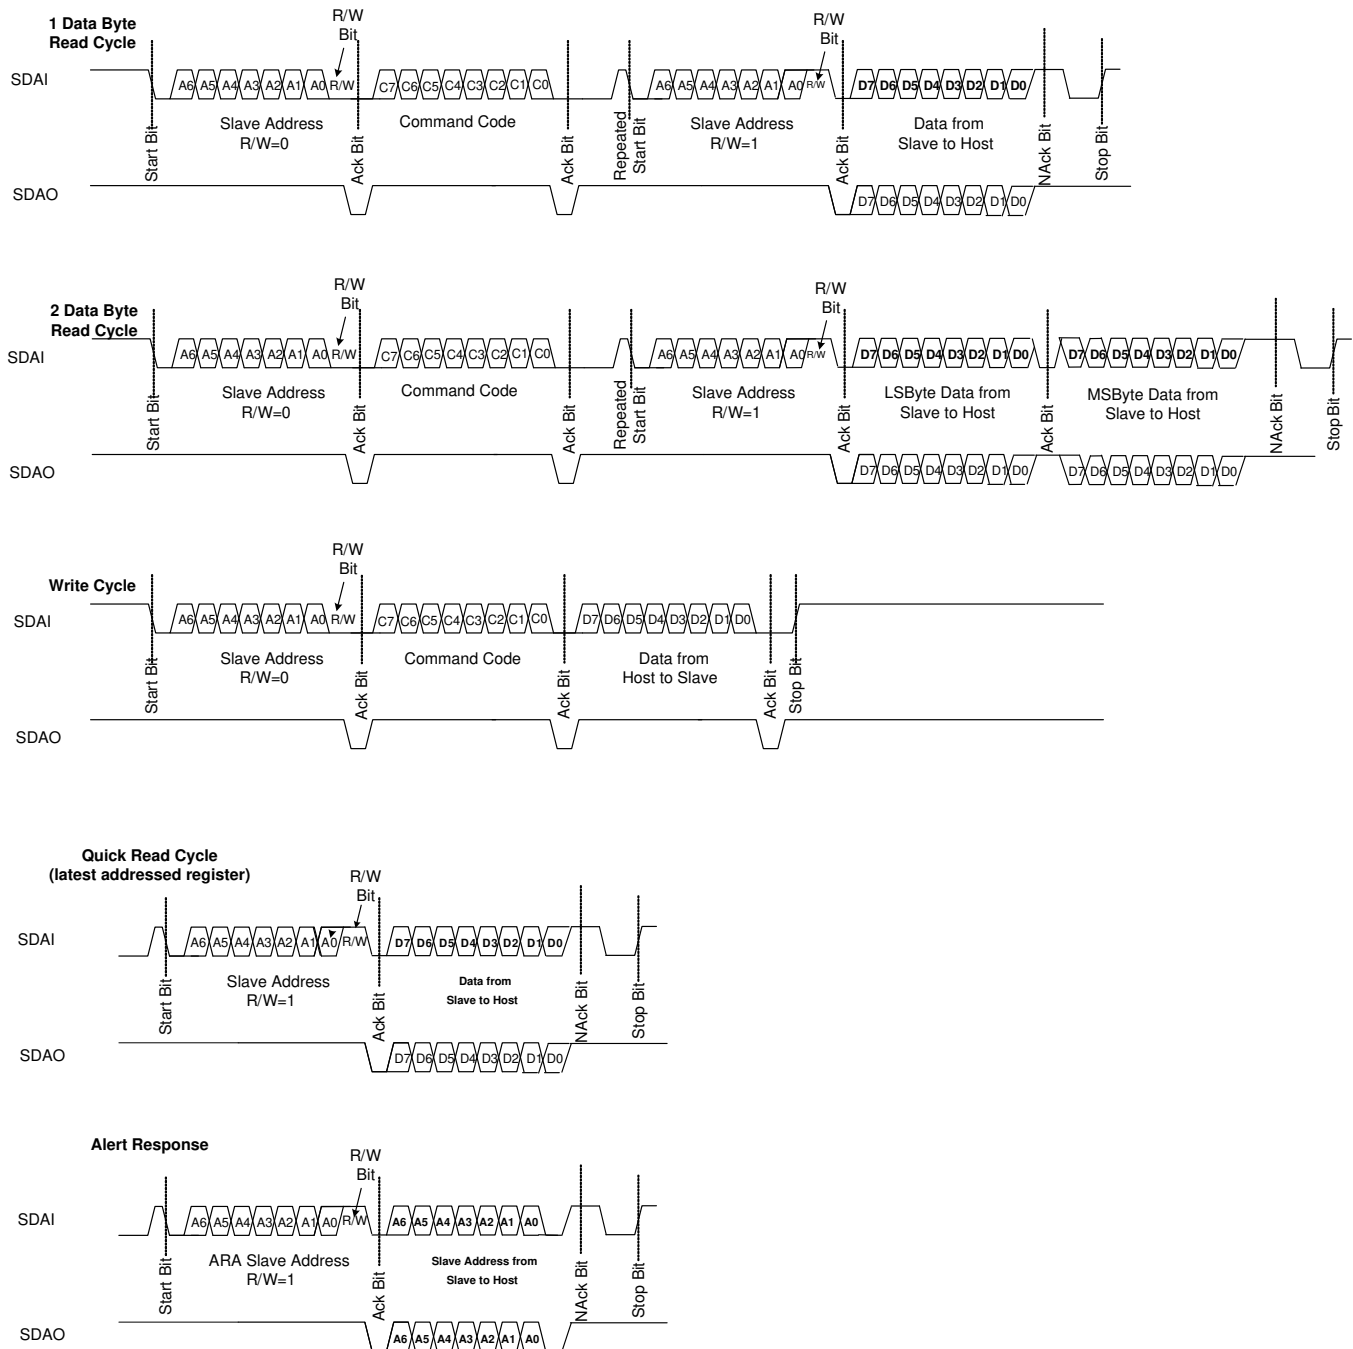 1 Data Byte
Read Cycle
R/W
Bit
R/W
Bit
SDAI
A6 A5 A4 A3 A2 A1 A0 R/W C7 C6 C5 C4 C3 C2 C1 C0 A6 A5 A4 A3 A2 A1 A0 R/W D7 D6 D5 D4 D3 D2 D1 D0
Start Bit
Slave Address
R/W=0
Ack Bit
Command Code
Ack Bit
Repeated
Start Bit
Slave Address
R/W=1
Ack Bit
Data from
Slave to Host
NAck Bit
Stop Bit
SDAO
D7 D6 D5 D4 D3 D2 D1 D0
2 Data Byte
Read Cycle
R/W
Bit
R/W
Bit
SDAI
A6 A5 A4 A3 A2 A1 A0 R/W C7 C6 C5 C4 C3 C2 C1 C0 A6 A5 A4 A3 A2 A1 A0 R/W D7 D6 D5 D4 D3 D2 D1 D0 D7 D6 D5 D4 D3 D2 D1 D0
Start Bit
Slave Address
R/W=0
Ack Bit
Command Code
Ack Bit
Repeated
Start Bit
Slave Address
R/W=1
Ack Bit
LSByte Data from
Slave to Host
Ack Bit
MSByte Data from
Slave to Host
NAck Bit
Stop Bit
SDAO
D7 D6 D5 D4 D3 D2 D1 D0 D7 D6 D5 D4 D3 D2 D1 D0
Write Cycle
R/W
Bit
SDAI
A6 A5 A4 A3 A2 A1 A0 R/W C7 C6 C5 C4 C3 C2 C1 C0 D7 D6 D5 D4 D3 D2 D1 D0
Start Bit
Slave Address
R/W=0
Ack Bit
Command Code
Ack Bit
Data from
Host to Slave
Ack Bit
Stop Bit
SDAO
Quick Read Cycle
(latest addressed register)
R/W
Bit
SDAI
A6 A5 A4 A3 A2 A1 A0 R/W D7 D6 D5 D4 D3 D2 D1 D0
Start Bit
Slave Address
R/W=1
Ack Bit
Data from
Slave to Host
NAck Bit
Stop Bit
SDAO
D7 D6 D5 D4 D3 D2 D1 D0
Alert Response
R/W
Bit
SDAI
A6 A5 A4 A3 A2 A1 A0 R/W A6 A5 A4 A3 A2 A1 A0
Start Bit
ARA Slave Address
R/W=1
Ack Bit
Slave Address from
Slave to Host
NAck Bit
Stop Bit
SDAO
A6 A5 A4 A3 A2 A1 A0